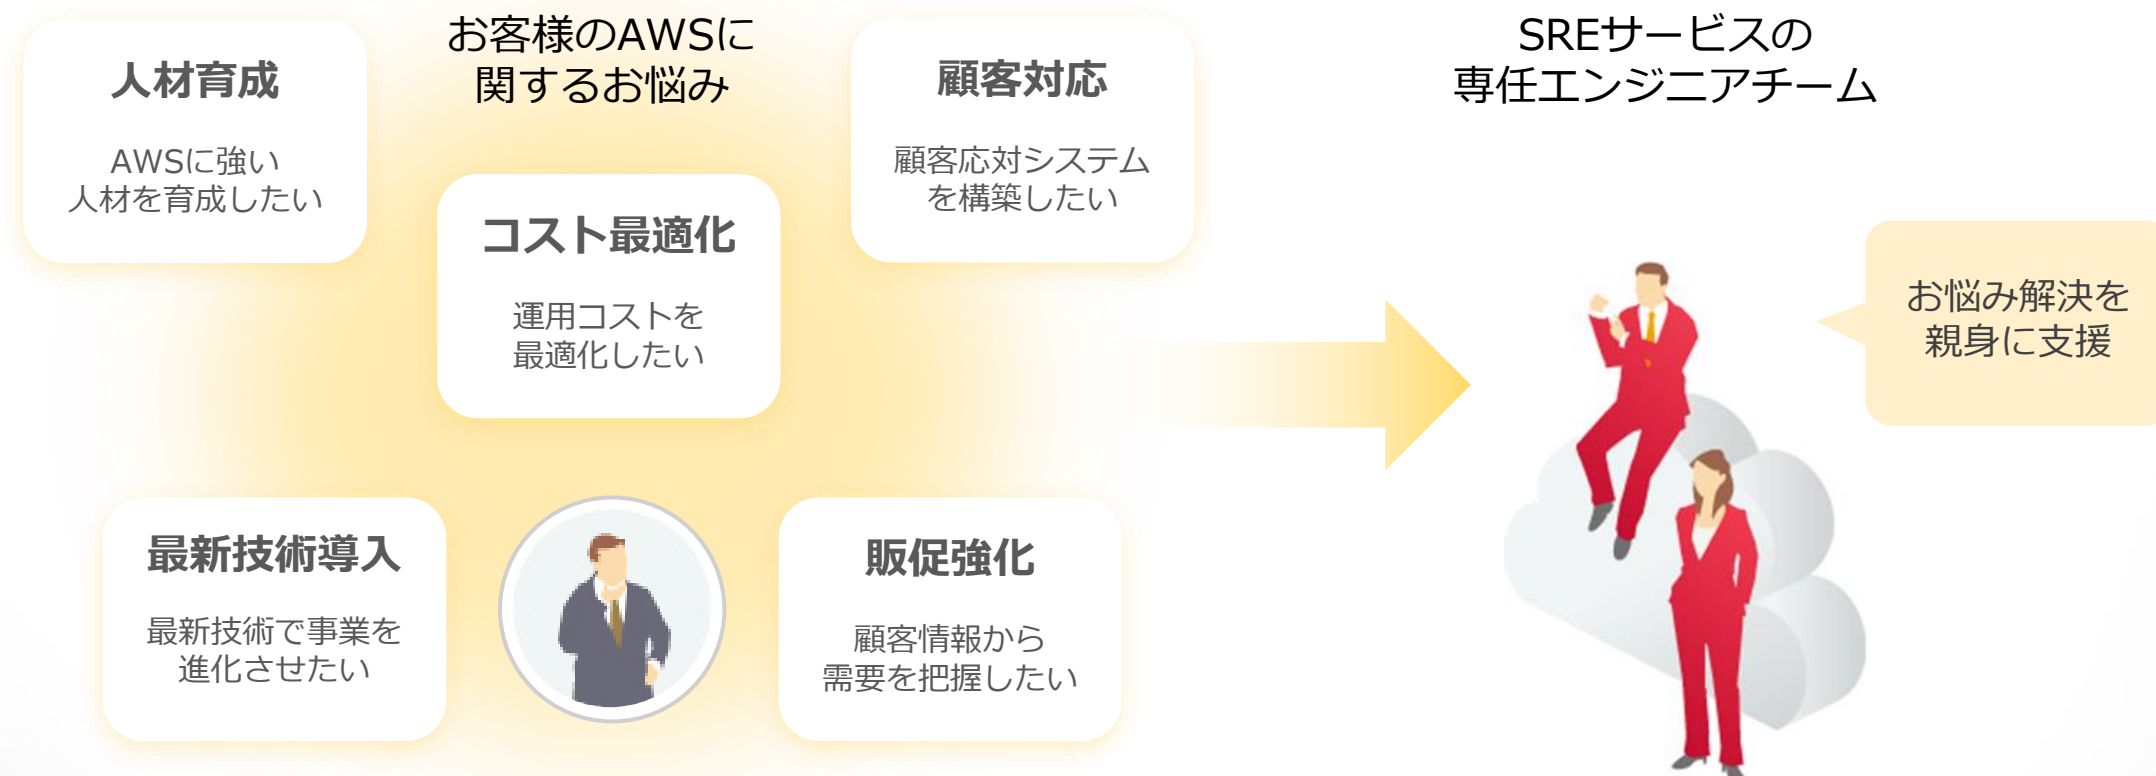 お客様のAWSに
関するお悩み
人材育成
AWSに強い
人材を育成したい
コスト最適化
運用コストを
最適化したい
顧客対応
顧客応対システム
を構築したい
最新技術導入
最新技術で事業を
進化させたい
販促強化
顧客情報から
需要を把握したい
SREサービスの
専任エンジニアチーム
お悩み解決を
親身に支援